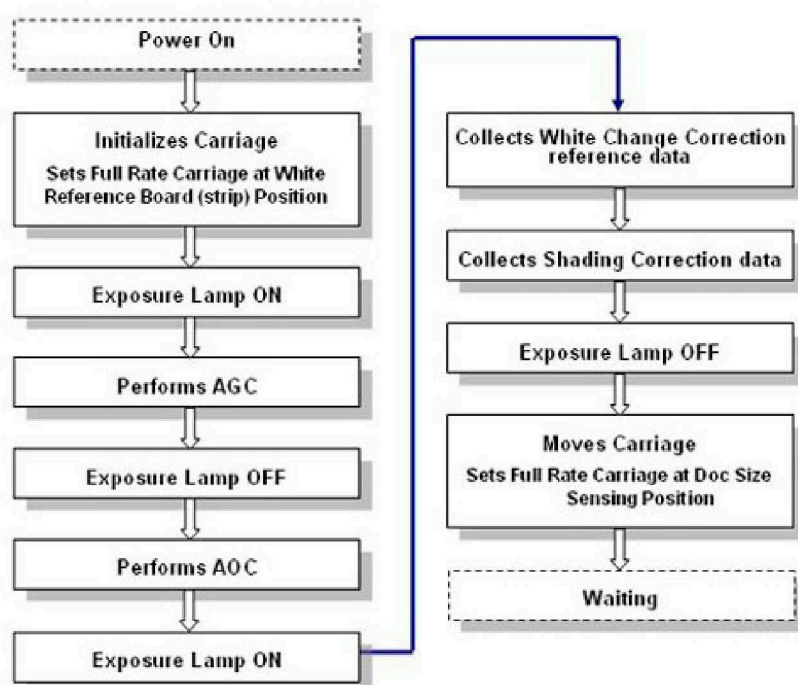 Power On
Initializes Carriage
Sets Full Rate Carriage at White
Reference Board (strip) Position
Exposure Lamp ON
Performs AGC
Exposure Lamp OFF
Performs AOC
Exposure Lamp ON
Collects White Change Correction
reference data
Collects Shading Correction data
Exposure Lamp OFF
Moves Carriage
Sets Full Rate Carriage at Doc Size
Sensing Position
Waiting